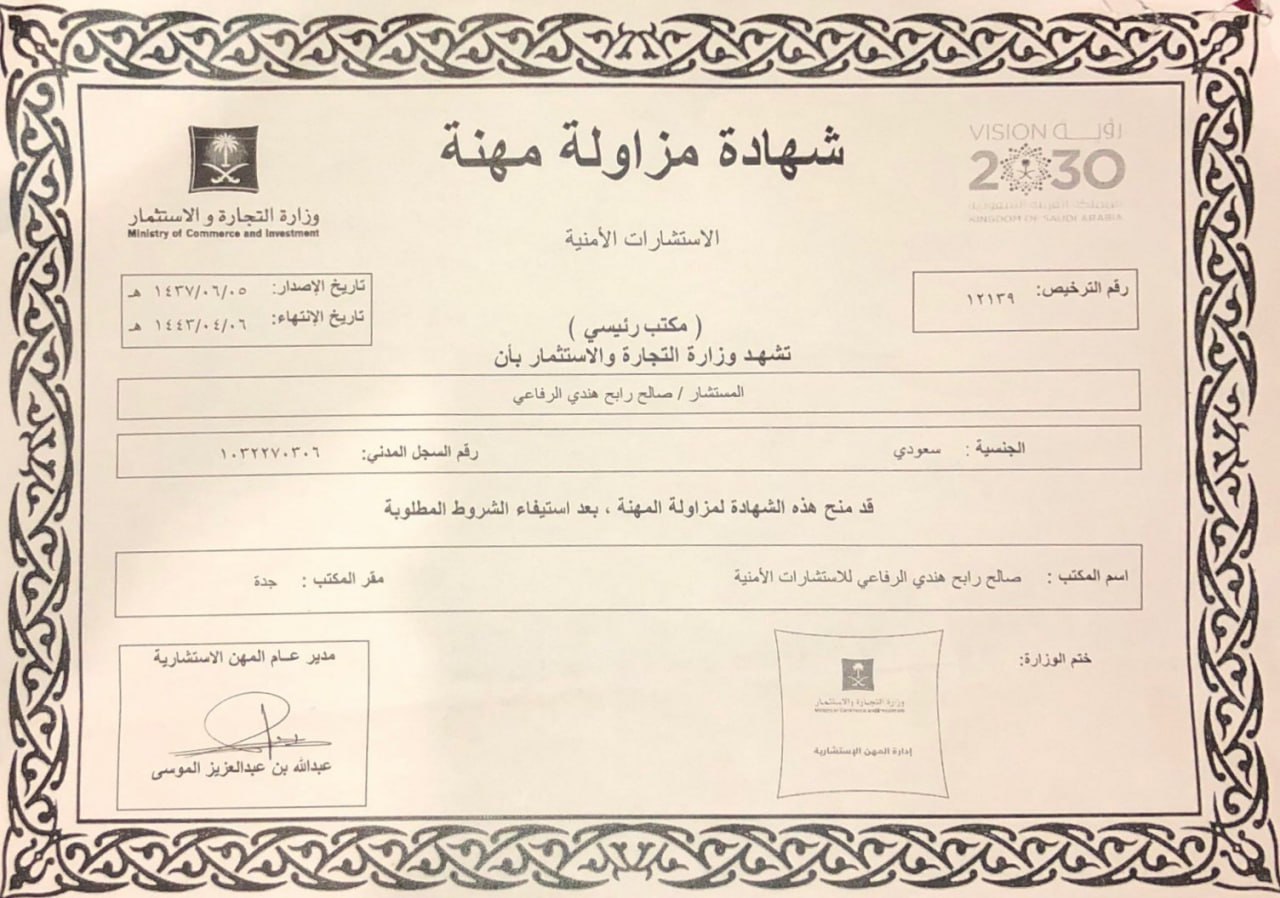 شهادة مزاولة مهنة
VISION رؤيــة
2030
المملكة العربية السعودية
KINGDOM OF SAUDI ARABIA
وزارة التجارة و الاستثمار
Ministry of Commerce and Investment
الاستشارات الأمنية
رقم الترخيص: ١٢١٣٩
تاريخ الإصدار: ١٤٣٧/٠٦/٠٥ هـ
تاريخ الإنتهاء: ١٤٤٣/٠٤/٠٦ هـ
( مكتب رئيسي )
تشهد وزارة التجارة والاستثمار بأن
المستشار / صالح رابح هندي الرفاعي
الجنسية : سعودي رقم السجل المدني: ١٠٣٢٢٧٠٣٠٦
قد منح هذه الشهادة لمزاولة المهنة ، بعد استيفاء الشروط المطلوبة
اسم المكتب : صالح رابح هندي الرفاعي للاستشارات الأمنية مقر المكتب : جدة
ختم الوزارة:
وزارة التجارة والاستثمار
Ministry of Commerce and Investment
إدارة المهن الإستشارية
مدير عـام المهن الاستشارية
عبدالله بن عبدالعزيز الموسى